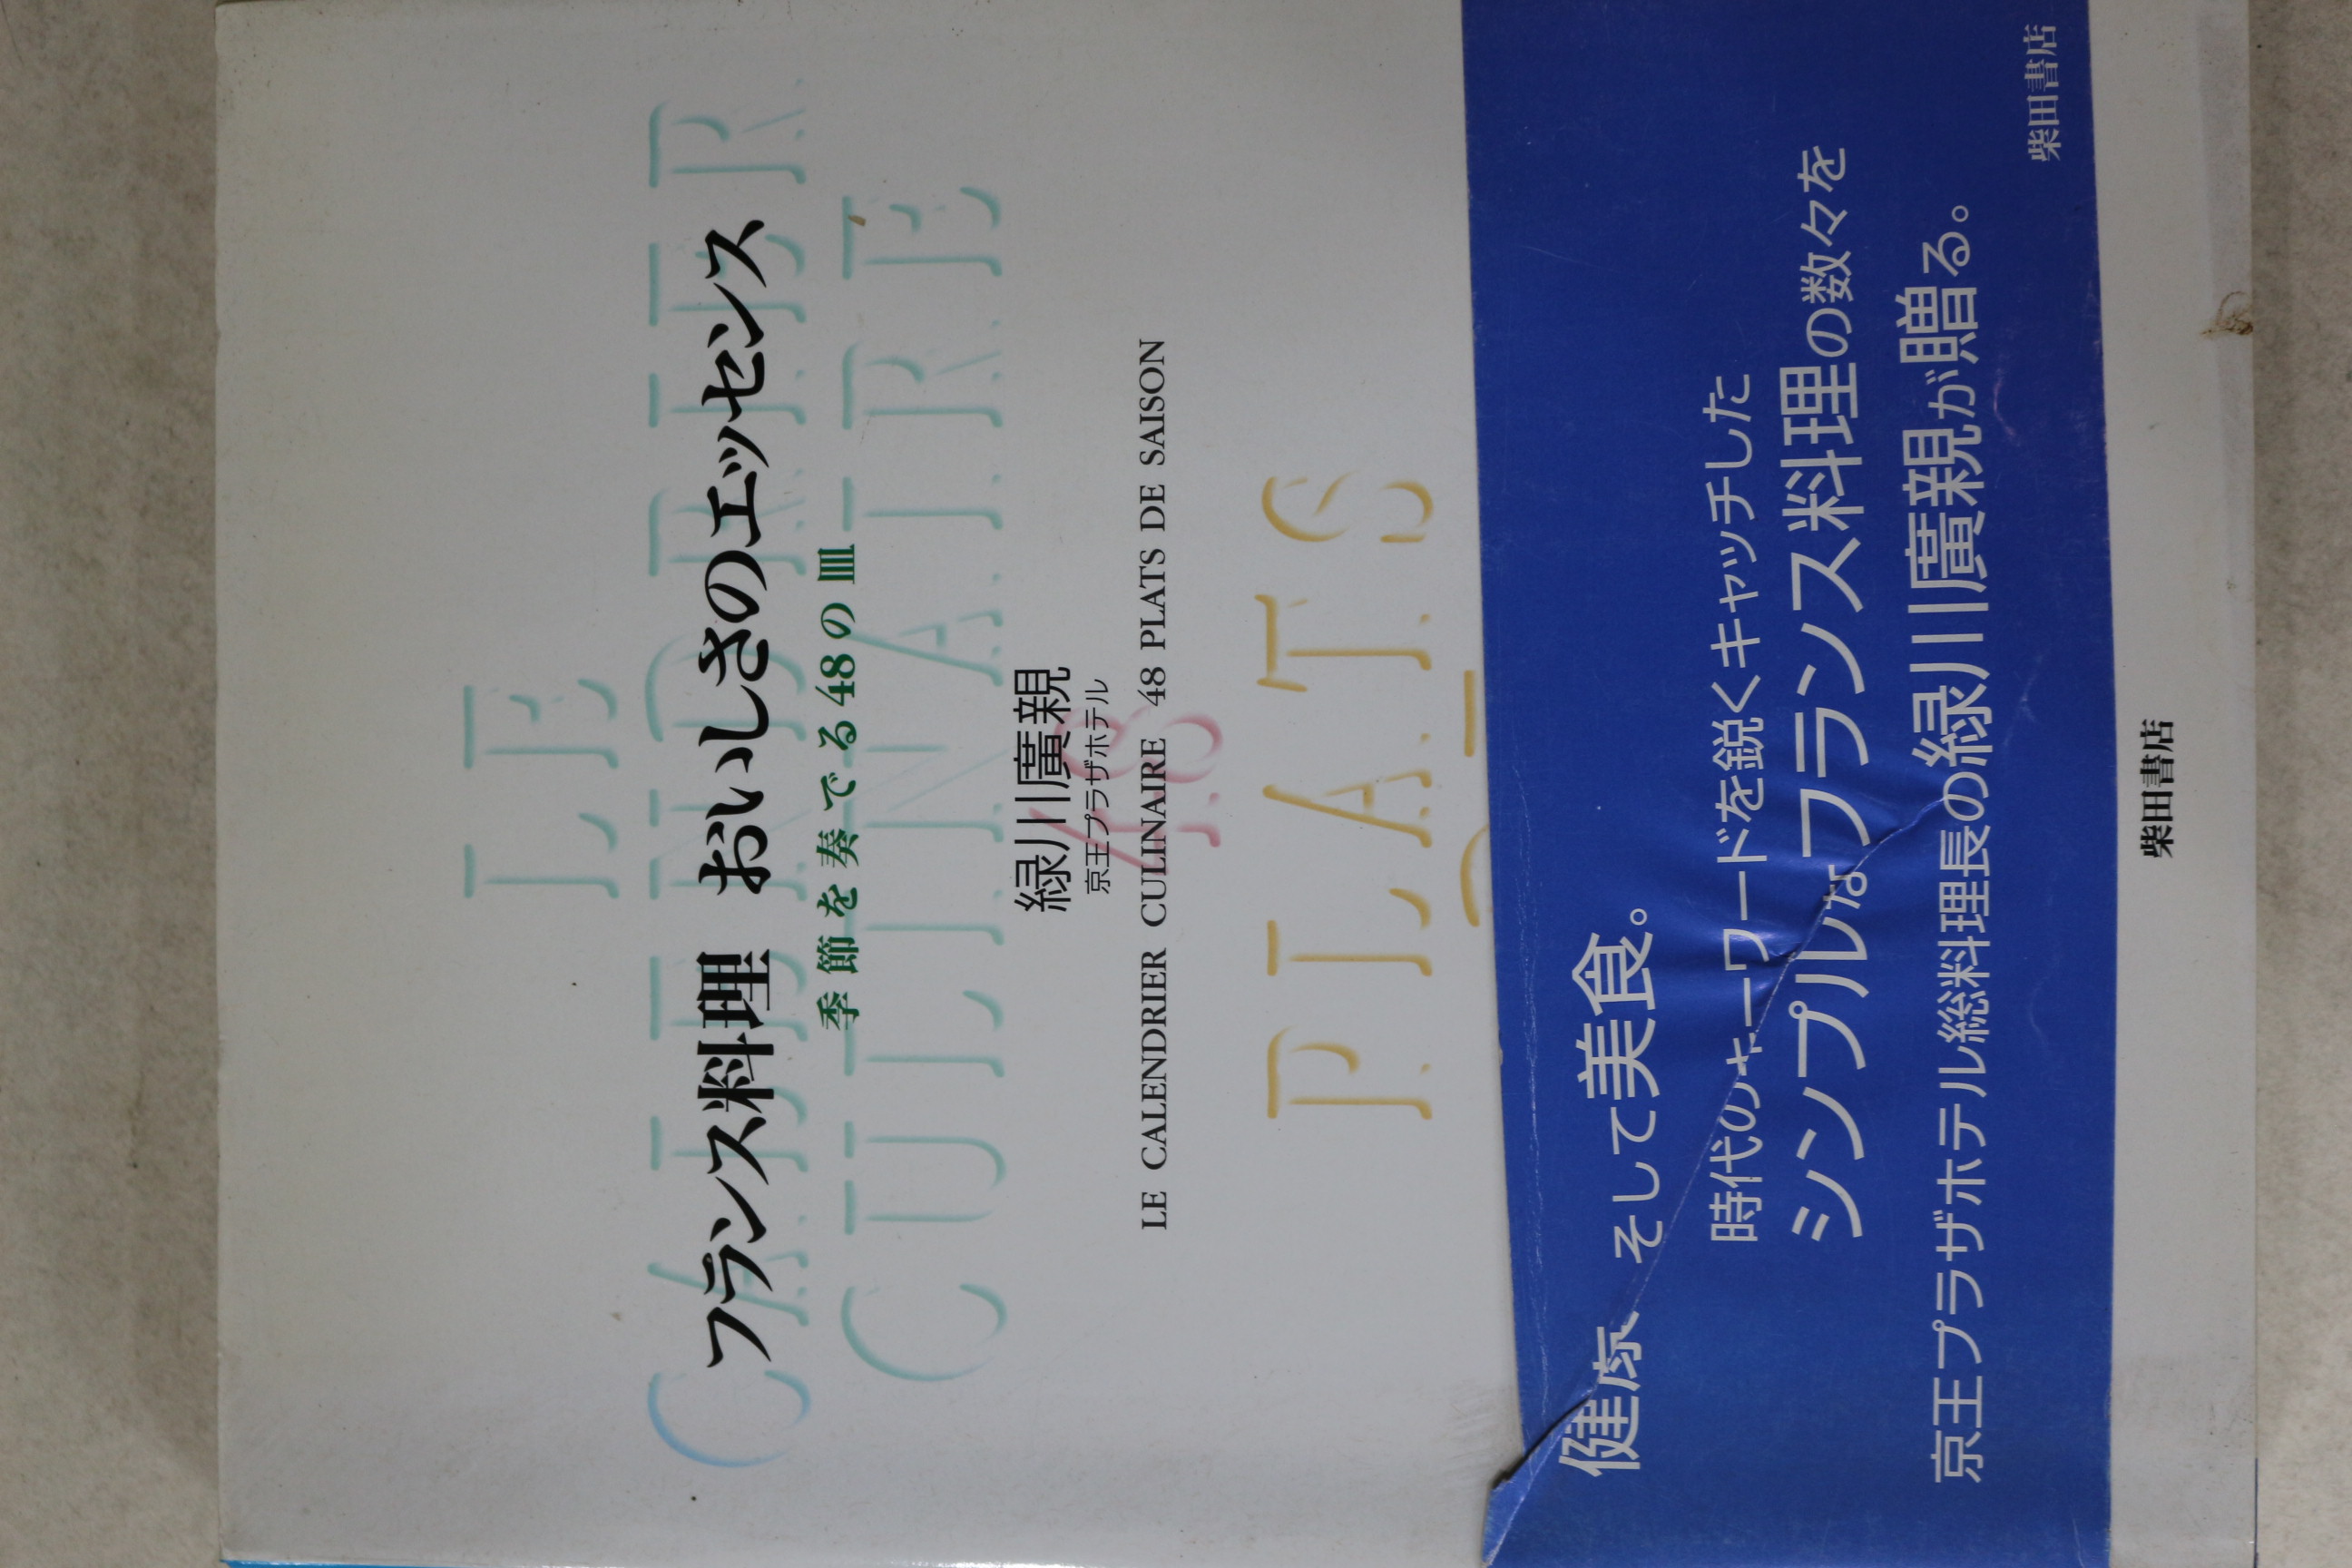 LE
CALENDRIER
フランス料理 おいしさのエッセンス
季節を奏でる48の皿
CULINAIRE
緑川廣親
京王プラザホテル
48
LE CALENDRIER CULINAIRE 48 PLATS DE SAISON
PLATS
健康、そして美食。
時代のキーワードを鋭くキャッチした
シンプルなフランス料理の数々を
京王プラザホテル総料理長の緑川廣親が贈る。
柴田書店
柴田書店